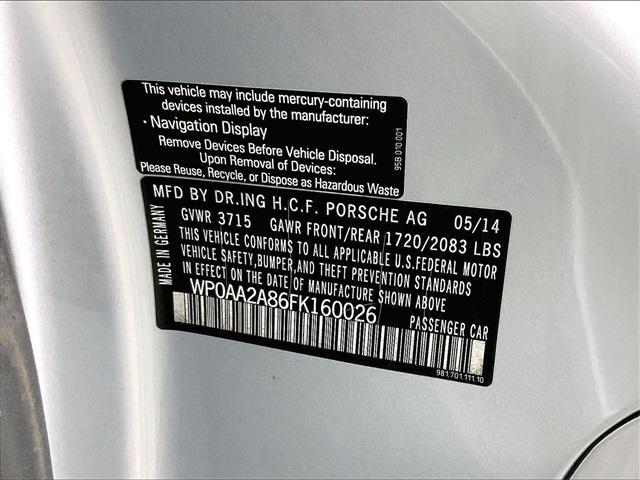 This vehicle may include mercury-containing
devices installed by the manufacturer:
· Navigation Display
Remove Devices Before Vehicle Disposal.
Upon Removal of Devices:
Please Reuse, Recycle, or Dispose as Hazardous Waste
95B 010 001
MADE IN GERMANY
MFD BY DR.ING H.C.F. PORSCHE AG 05/14
GVWR 3715 GAWR FRONT/REAR 1720/2083 LBS
THIS VEHICLE CONFORMS TO ALL APPLICABLE U.S.FEDERAL MOTOR
VEHICLE SAFETY, BUMPER, AND THEFT PREVENTION STANDARDS
IN EFFECT ON THE DATE OF MANUFACTURE SHOWN ABOVE
WP0AA2A86FK160026
PASSENGER CAR
981.701.111.10